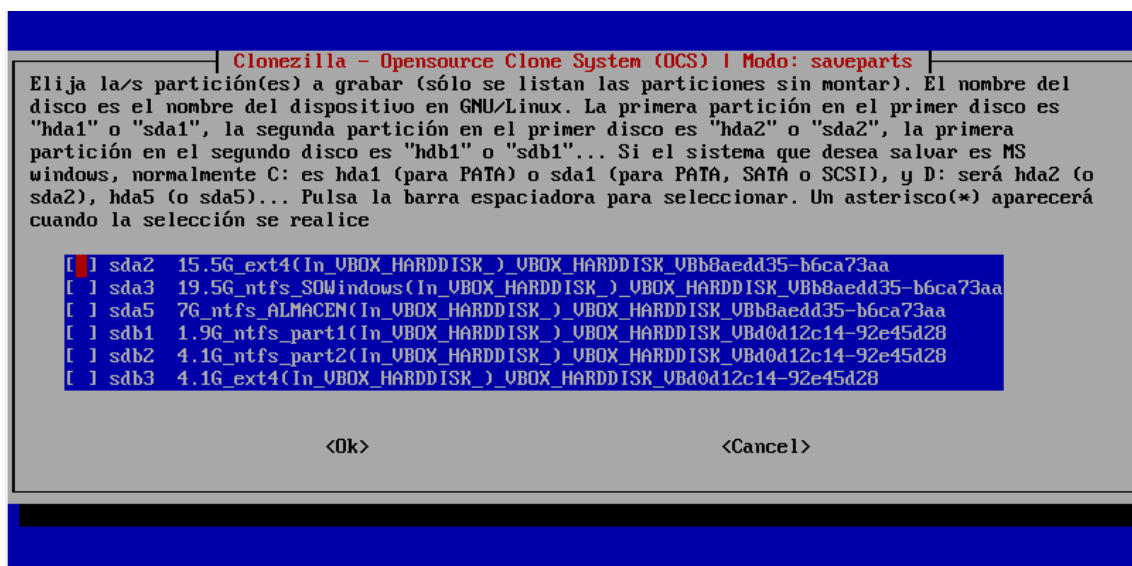 Clonezilla - Opensource Clone System (OCS) | Modo: saveparts
Elija la/s partición(es) a grabar (sólo se listan las particiones sin montar). El nombre del
disco es el nombre del dispositivo en GNU/Linux. La primera partición en el primer disco es
"hda1" o "sda1", la segunda partición en el primer disco es "hda2" o "sda2", la primera
partición en el segundo disco es "hdb1" o "sdb1"... Si el sistema que desea salvar es MS
windows, normalmente C: es hda1 (para PATA) o sda1 (para PATA, SATA o SCSI), y D: será hda2 (o
sda2), hda5 (o sda5)... Pulsa la barra espaciadora para seleccionar. Un asterisco(*) aparecerá
cuando la selección se realice
[ ] sda2 15.5G_ext4(In_VBOX_HARDDISK_)_VBOX_HARDDISK_VBb8aedd35-b6ca73aa
[ ] sda3 19.5G_ntfs_SOWindows(In_VBOX_HARDDISK_)_VBOX_HARDDISK_VBb8aedd35-b6ca73aa
[ ] sda5 7G_ntfs_ALMACEN(In_VBOX_HARDDISK_)_VBOX_HARDDISK_VBb8aedd35-b6ca73aa
[ ] sdb1 1.9G_ntfs_part1(In_VBOX_HARDDISK_)_VBOX_HARDDISK_VBd0d12c14-92e45d28
[ ] sdb2 4.1G_ntfs_part2(In_VBOX_HARDDISK_)_VBOX_HARDDISK_VBd0d12c14-92e45d28
[ ] sdb3 4.1G_ext4(In_VBOX_HARDDISK_)_VBOX_HARDDISK_VBd0d12c14-92e45d28
<Ok> <Cancel>